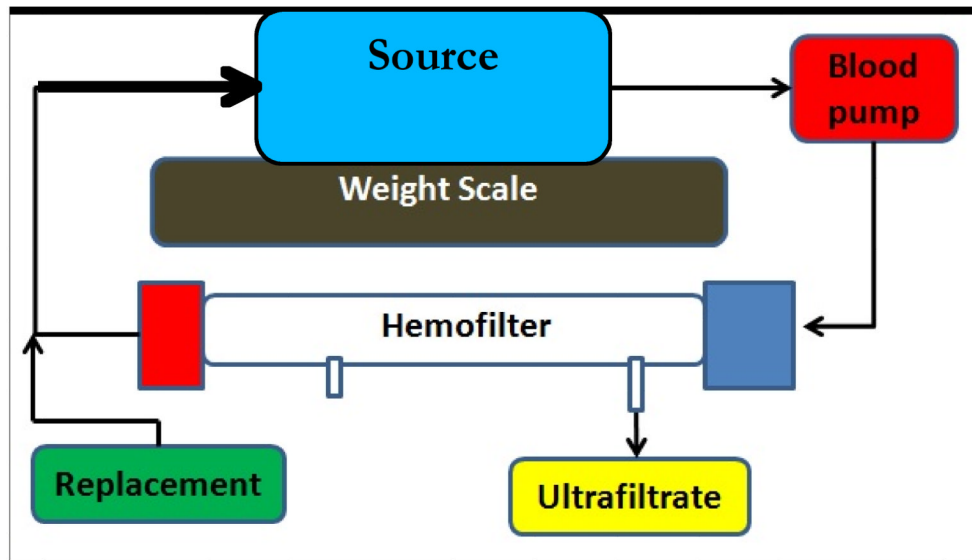 Source
Blood
pump
Weight Scale
Hemofilter
Replacement
Ultrafiltrate